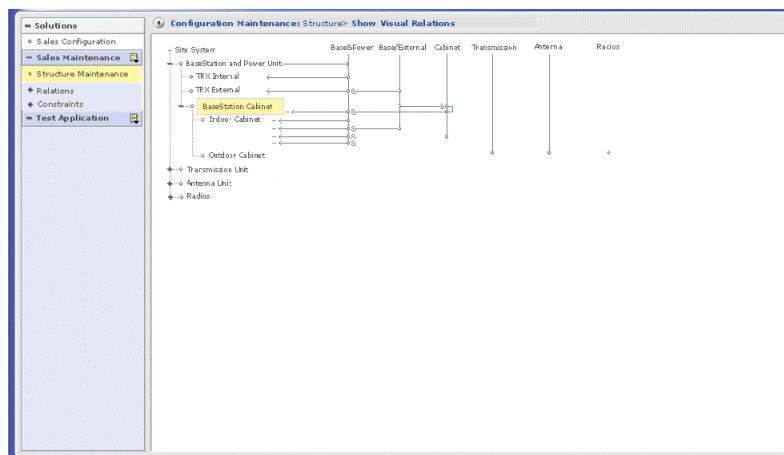 Solutions
Sales Configuration
Sales Maintenance
Structure Maintenance
Relations
Constraints
Test Application
Configuration Maintenance: Structure> Show Visual Relations
Site System
Base&Power Base/External Cabinet Transmission Antenna Racios
BaseStation and Power Unit
TRX Internal
TRX External
BaseStation Cabinet
Indoor Cabinet
Outdoor Cabinet
Transmission Unit
Antenna Unit
Radios